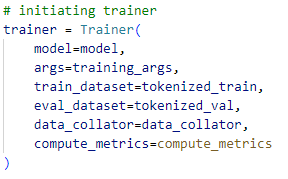 # initiating trainer
trainer = Trainer(
    model=model,
    args=training_args,
    train_dataset=tokenized_train,
    eval_dataset=tokenized_val,
    data_collator=data_collator,
    compute_metrics=compute_metrics
)